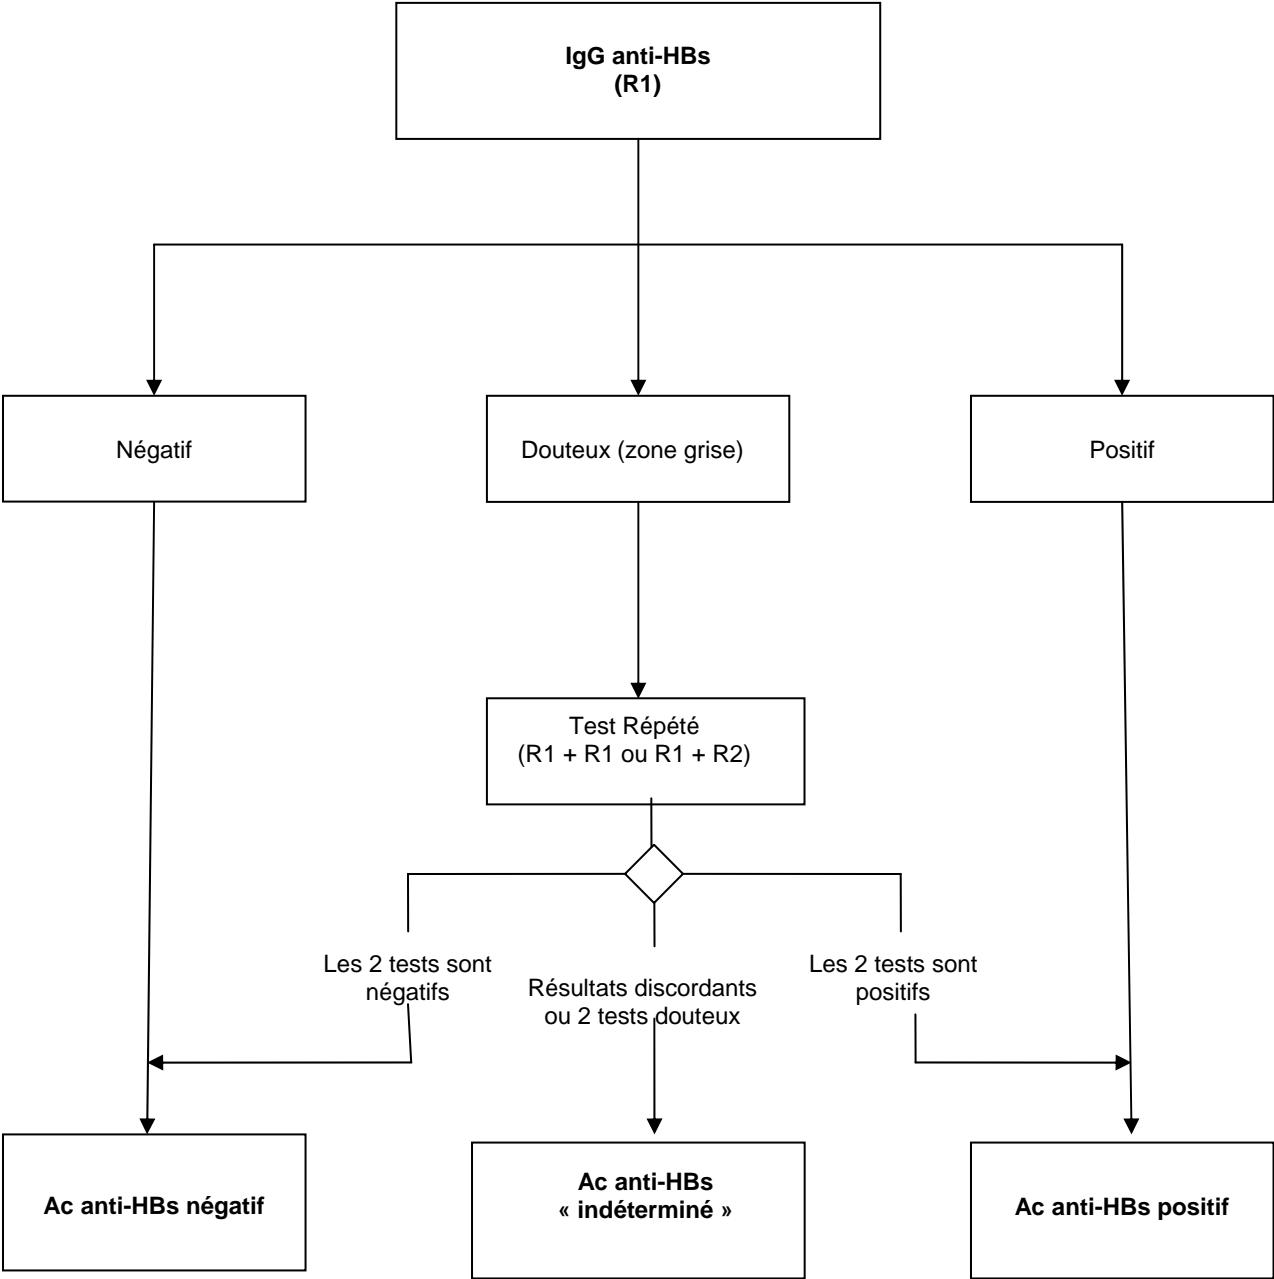 IgG anti-HBs
(R1)
Négatif
Douteux (zone grise)
Positif
Test Répété
(R1 + R1 ou R1 + R2)
Les 2 tests sont
négatifs
Résultats discordants
ou 2 tests douteux
Les 2 tests sont
positifs
Ac anti-HBs négatif
Ac anti-HBs
« indéterminé »
Ac anti-HBs positif